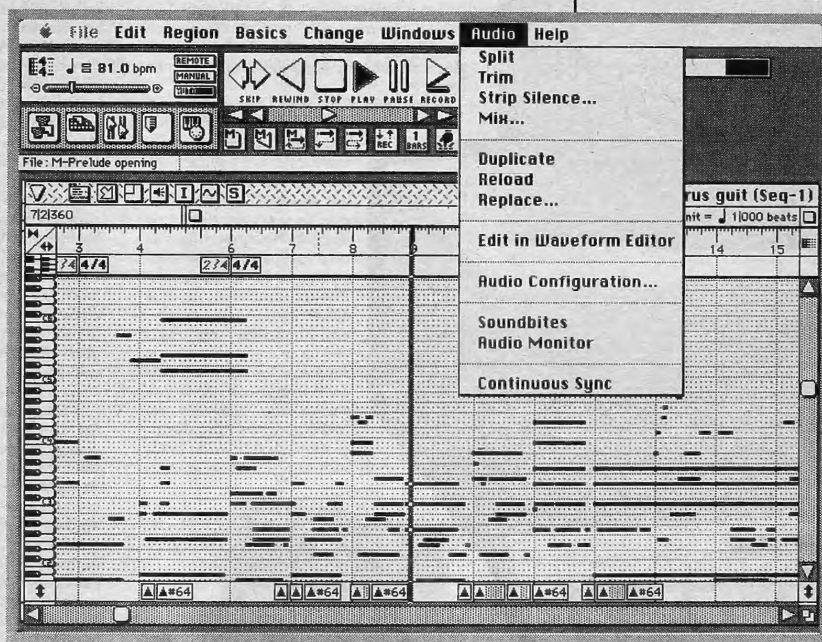 File Edit Region Basics Change Windows Audio Help
81.0 bpm
REMOTE
MANUAL
SKIP REWIND STOP PLAY PAUSE RECORD
REC
1 BARS
File : M-Prelude opening
Split
Trim
Strip Silence...
Mix...
Duplicate
Reload
Replace...
Edit in Waveform Editor
Audio Configuration...
Soundbites
Audio Monitor
Continuous Sync
rus guit (Seq-1)
7|2|360
nit = 1|000 beats
3 4 6 7 8 9 14 15
4/4 2/4 4/4
#64 #64 #64 #64 #64